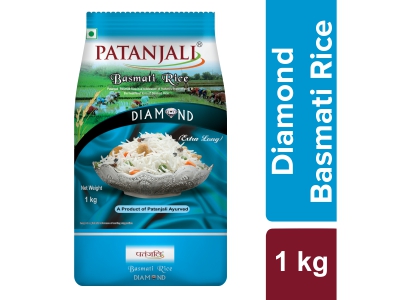 PATANJALI®
Basmati Rice
DIAMOND
(Extra Long)
Net Weight
1 kg
A Product of Patanjali Ayurved
पतंजलि®
Basmati Rice
DIAMOND
Diamond
Basmati Rice
1 kg